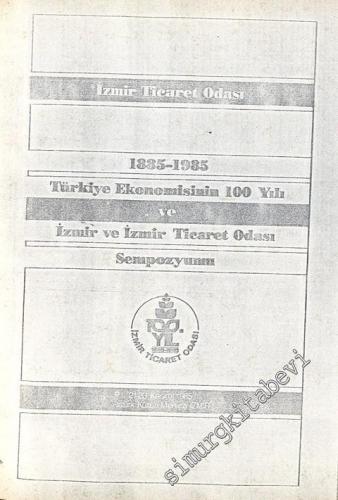 İzmir Ticaret Odası
1885-1985
Türkiye Ekonomisinin 100 Yılı
ve
İzmir ve İzmir Ticaret Odası
Sempozyumu
100.
YIL
İZMİR TİCARET ODASI
simurgkitabevi